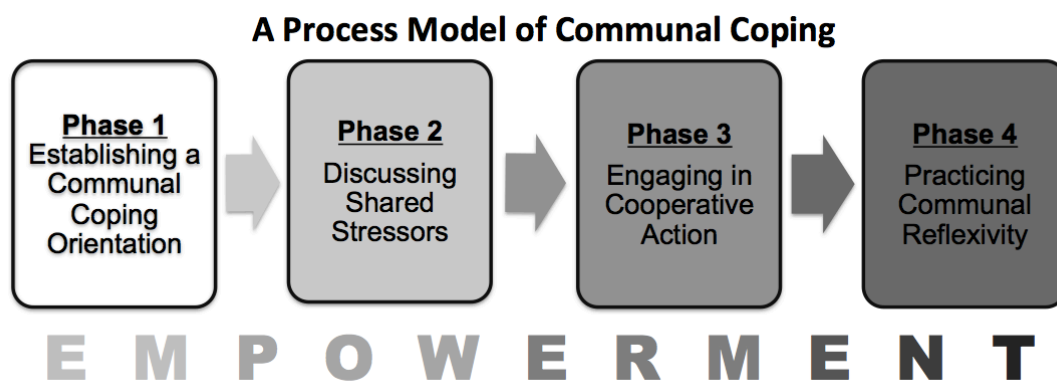 A Process Model of Communal Coping
Phase 1
Establishing a
Communal
Coping
Orientation
Phase 2
Discussing
Shared
Stressors
Phase 3
Engaging in
Cooperative
Action
Phase 4
Practicing
Communal
Reflexivity
EMPOWERMENT